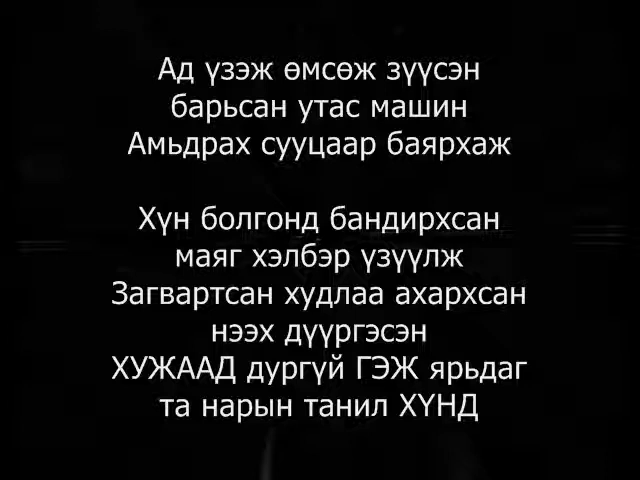 Ад үзэж өмсөж зүүсэн
барьсан утас машин
Амьдрах сууцаар баярхаж
Хүн болгонд бандирхсан
маяг хэлбэр үзүүлж
Загвартсан худлаа ахархсан
нээх дүүргэсэн
ХУЖААД дургүй ГЭЖ ярьдаг
та нарын танил ХҮНД